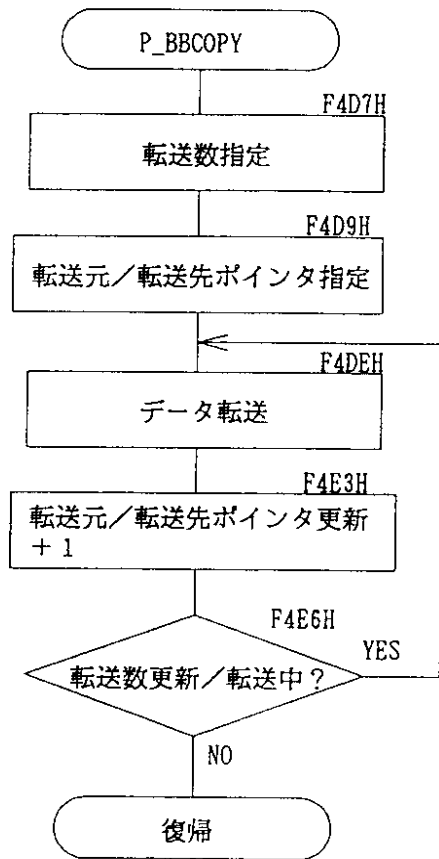 P_BBCOPY
F4D7H
転送数指定
F4D9H
転送元／転送先ポインタ指定
F4DEH
データ転送
F4E3H
転送元／転送先ポインタ更新
＋１
F4E6H
YES
転送数更新／転送中？
NO
復帰